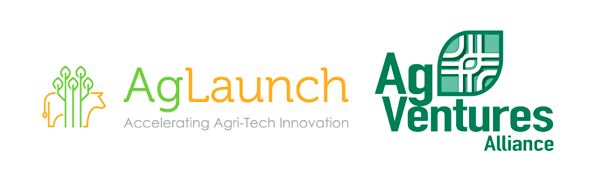 AgLaunch
Accelerating Agri-Tech Innovation
Ag
Ventures
Alliance